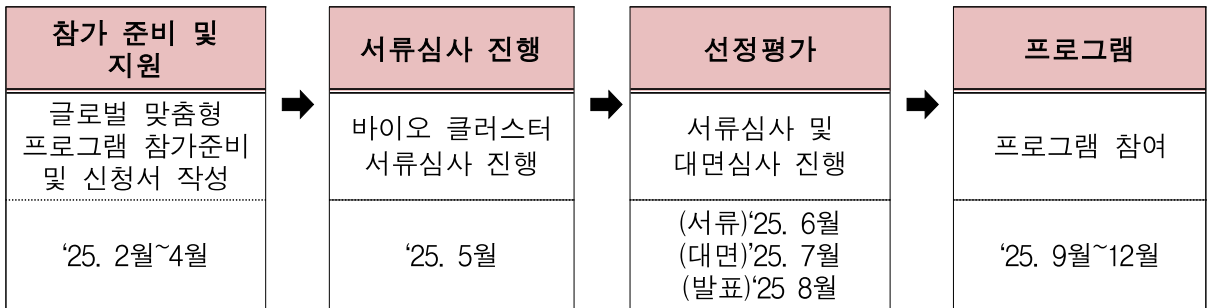 참가 준비 및
지원
글로벌 맞춤형
프로그램 참가준비
및 신청서 작성
‘25. 2월~4월
서류심사 진행
바이오 클러스터
서류심사 진행
‘25. 5월
선정평가
서류심사 및
대면심사 진행
(서류)‘25. 6월
(대면)’25. 7월
(발표)‘25 8월
프로그램
프로그램 참여
‘25. 9월~12월